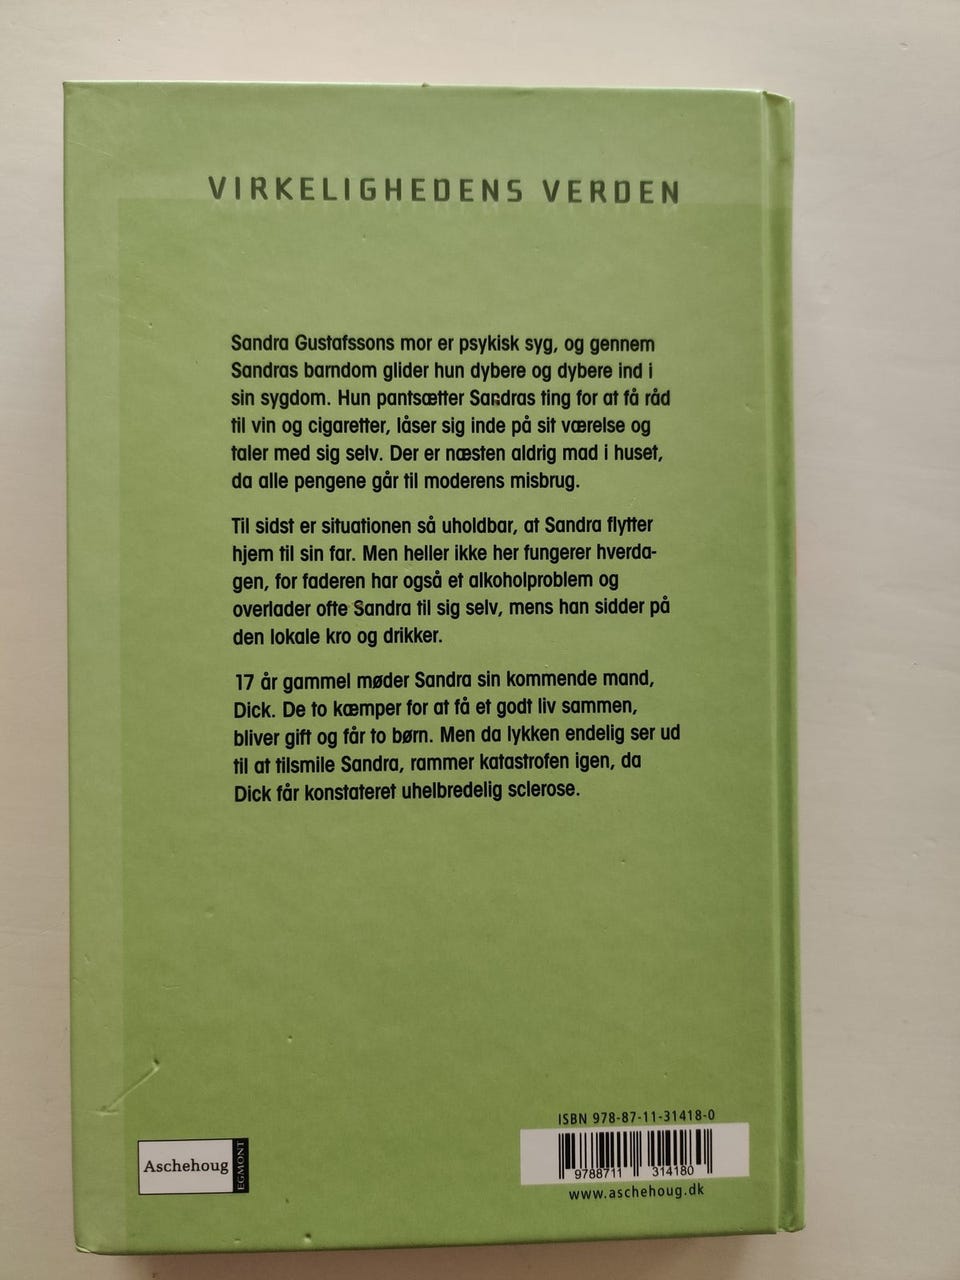 VIRKELIGHEDENS VERDEN
Sandra Gustafssons mor er psykisk syg, og gennem
Sandras barndom glider hun dybere og dybere ind i
sin sygdom. Hun pantsætter Sandras ting for at få råd
til vin og cigaretter, låser sig inde på sit værelse og
taler med sig selv. Der er næsten aldrig mad i huset,
da alle pengene går til moderens misbrug.
Til sidst er situationen så uholdbar, at Sandra flytter
hjem til sin far. Men heller ikke her fungerer hverda-
gen, for faderen har også et alkoholproblem og
overlader ofte Sandra til sig selv, mens han sidder på
den lokale kro og drikker.
17 år gammel møder Sandra sin kommende mand,
Dick. De to kæmper for at få et godt liv sammen,
bliver gift og får to børn. Men da lykken endelig ser ud
til at tilsmile Sandra, rammer katastrofen igen, da
Dick får konstateret uhelbredelig sclerose.
ISBN 978-87-11-31418-0
9788711 314180
www.aschehoug.dk
Aschehoug
EGMONT